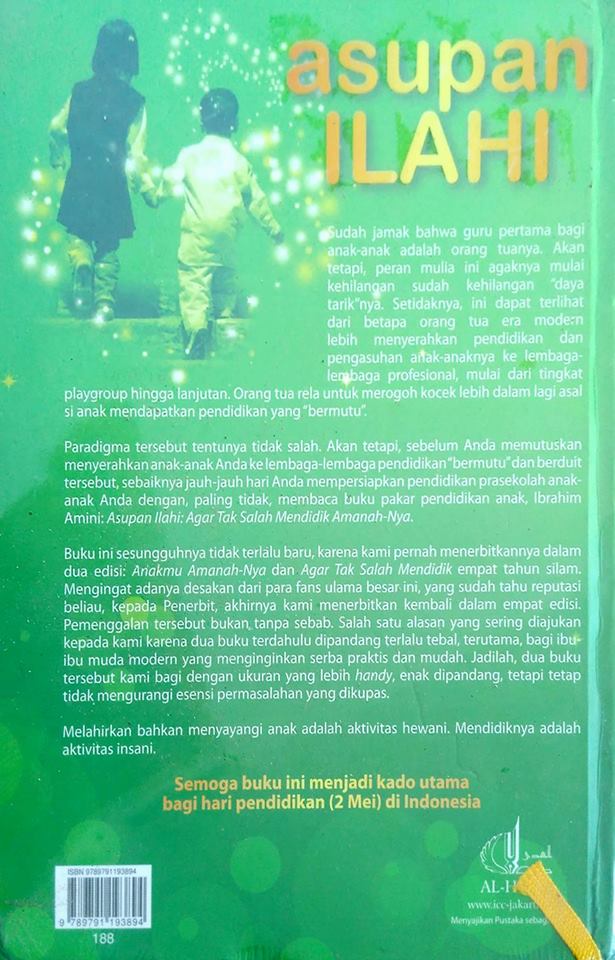 asupan
ILAHI
Sudah jamak bahwa guru pertama bagi
anak-anak adalah orang tuanya. Akan
tetapi, peran mulia ini agaknya mulai
kehilangan sudah kehilangan "daya
tarik"nya. Setidaknya, ini dapat terlihat
dari betapa orang tua era modern
lebih menyerahkan pendidikan dan
pengasuhan anak-anaknya ke lembaga-
lembaga profesional, mulai dari tingkat
playgroup hingga lanjutan. Orang tua rela untuk merogoh kocek lebih dalam lagi asal
si anak mendapatkan pendidikan yang "bermutu".
Paradigma tersebut tentunya tidak salah. Akan tetapi, sebelum Anda memutuskan
menyerahkan anak-anak Anda ke lembaga-lembaga pendidikan "bermutu" dan berduit
tersebut, sebaiknya jauh-jauh hari Anda mempersiapkan pendidikan prasekolah anak-
anak Anda dengan, paling tidak, membaca buku pakar pendidikan anak, Ibrahim
Amini: Asupan Ilahi: Agar Tak Salah Mendidik Amanah-Nya.
Buku ini sesungguhnya tidak terlalu baru, karena kami pernah menerbitkannya dalam
dua edisi: Anakmu Amanah-Nya dan Agar Tak Salah Mendidik empat tahun silam.
Mengingat adanya desakan dari para fans ulama besar ini, yang sudah tahu reputasi
beliau, kepada Penerbit, akhirnya kami menerbitkan kembali dalam empat edisi.
Pemenggalan tersebut bukan tanpa sebab. Salah satu alasan yang sering diajukan
kepada kami karena dua buku terdahulu dipandang terlalu tebal, terutama, bagi ibu-
ibu muda modern yang menginginkan serba praktis dan mudah. Jadilah, dua buku
tersebut kami bagi dengan ukuran yang lebih handy, enak dipandang, tetapi tetap
tidak mengurangi esensi permasalahan yang dikupas.
Melahirkan bahkan menyayangi anak adalah aktivitas hewani. Mendidiknya adalah
aktivitas insani.
Semoga buku ini menjadi kado utama
bagi hari pendidikan (2 Mei) di Indonesia
ISBN 9789791193894
9 789791 193894
188
AL-H
www.icc-jakart
Menyajikan Pustaka sebag